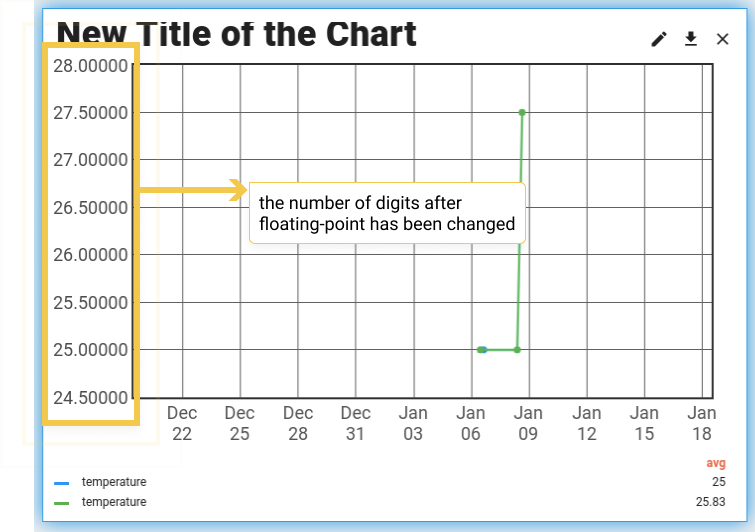 New Title of the Chart
28.00000
27.50000
27.00000
26.50000
26.00000
25.50000
25.00000
24.50000
the number of digits after
floating-point has been changed
Dec Dec Dec Dec Jan Jan Jan Jan Jan Jan
22 25 28 31 03 06 09 12 15 18
avg
temperature 25
temperature 25.83